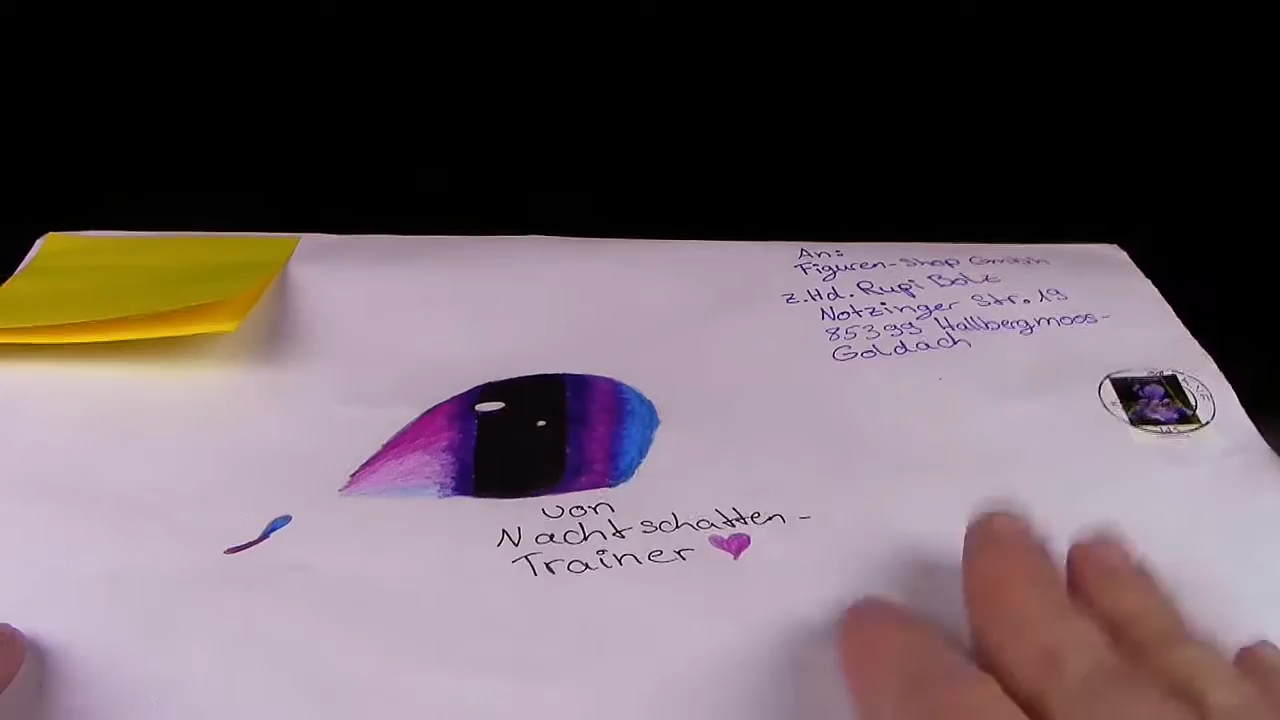 An:
Figuren-Shop GmbH
z.Hd. Rupi Bolz
Notzinger Str. 19
85399 Hallbergmoos-
Goldach
von
Nachtschatten-
Trainer